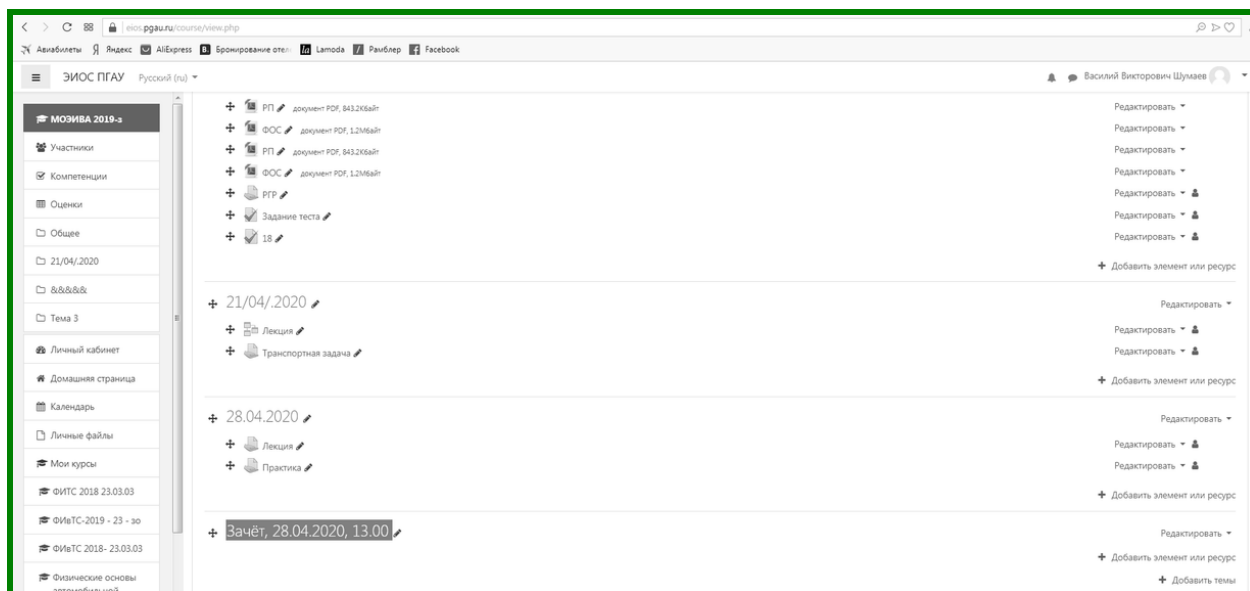 eios.pgau.ru/course/view.php
Авиабилеты Яндекс AliExpress Бронирование отел Lamoda Рамблер Facebook
ЭИОС ПГАУ Русский (ru) Василий Викторович Шумаев
МОЭИВА 2019-з
Участники
Компетенции
Оценки
Общее
21/04/.2020
&&&&&
Тема 3
Личный кабинет
Домашняя страница
Календарь
Личные файлы
Мои курсы
ФИТС 2018 23.03.03
ФИвТС-2019 - 23 - зо
ФИвТС 2018- 23.03.03
Физические основы
автомобильной
РП документ PDF, 843.2Кбайт Редактировать
ФОС документ PDF, 1.2Мбайт Редактировать
РП документ PDF, 843.2Кбайт Редактировать
ФОС документ PDF, 1.2Мбайт Редактировать
РГР Редактировать
Задание теста Редактировать
18 Редактировать
+ Добавить элемент или ресурс
21/04/.2020 Редактировать
Лекция Редактировать
Транспортная задача Редактировать
+ Добавить элемент или ресурс
28.04.2020 Редактировать
Лекция Редактировать
Практика Редактировать
+ Добавить элемент или ресурс
Зачёт, 28.04.2020, 13.00 Редактировать
+ Добавить элемент или ресурс
+ Добавить темы